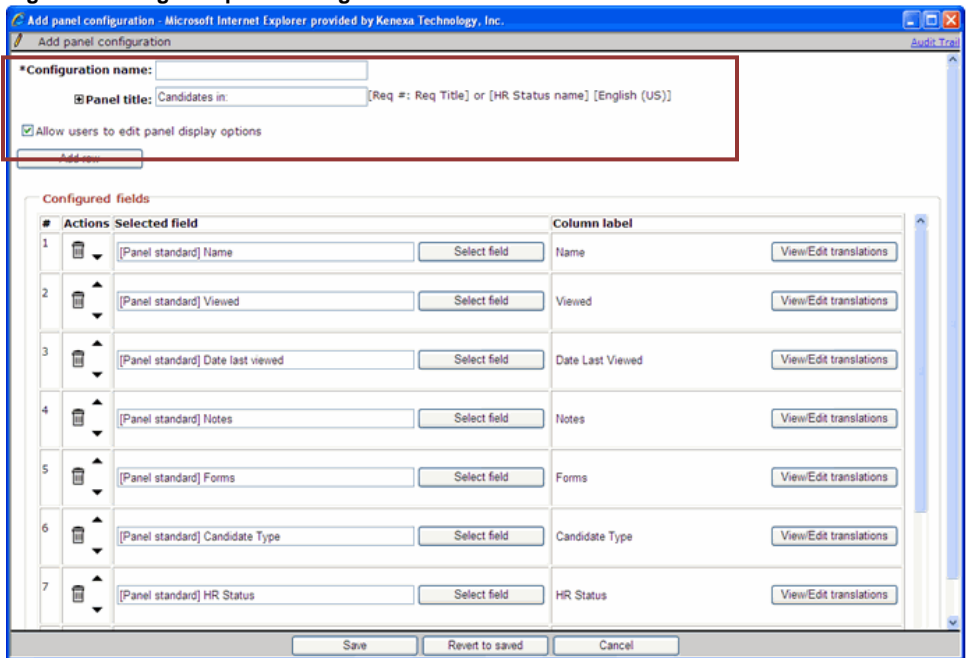 Add panel configuration - Microsoft Internet Explorer provided by Kenexa Technology, Inc.
Add panel configuration Audit Trail
*Configuration name:
Panel title: Candidates in: [Req #: Req Title] or [HR Status name] [English (US)]
Allow users to edit panel display options
Add row
Configured fields
# Actions Selected field Column label
1 [Panel standard] Name Select field Name View/Edit translations
2 [Panel standard] Viewed Select field Viewed View/Edit translations
3 [Panel standard] Date last viewed Select field Date Last Viewed View/Edit translations
4 [Panel standard] Notes Select field Notes View/Edit translations
5 [Panel standard] Forms Select field Forms View/Edit translations
6 [Panel standard] Candidate Type Select field Candidate Type View/Edit translations
7 [Panel standard] HR Status Select field HR Status View/Edit translations
Save Revert to saved Cancel